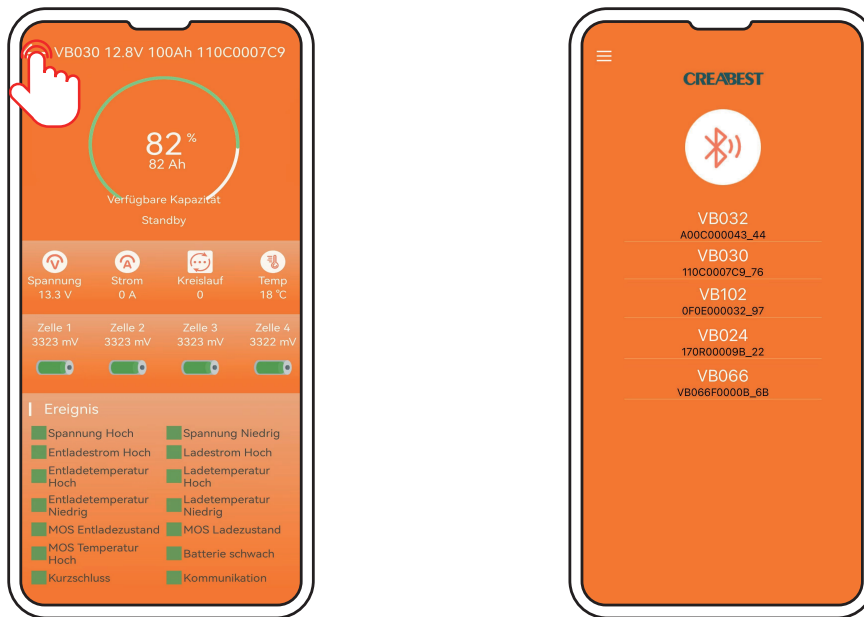 VB030 12.8V 100Ah 110C0007C9
82 %
82 Ah
Verfügbare Kapazität
Standby
Spannung Strom Kreislauf Temp
13.3 V 0 A 0 18 °C
Zelle 1 Zelle 2 Zelle 3 Zelle 4
3323 mV 3323 mV 3323 mV 3322 mV
Ereignis
Spannung Hoch Spannung Niedrig
Entladestrom Hoch Ladestrom Hoch
Entladetemperatur Hoch Ladetemperatur Hoch
Entladetemperatur Niedrig Ladetemperatur Niedrig
MOS Entladezustand MOS Ladezustand
MOS Temperatur Hoch Batterie schwach
Kurzschluss Kommunikation
CREABEST
VB032
A00C000043_44
VB030
110C0007C9_76
VB102
0F0E000032_97
VB024
170R00009B_22
VB066
VB066F0000B_6B